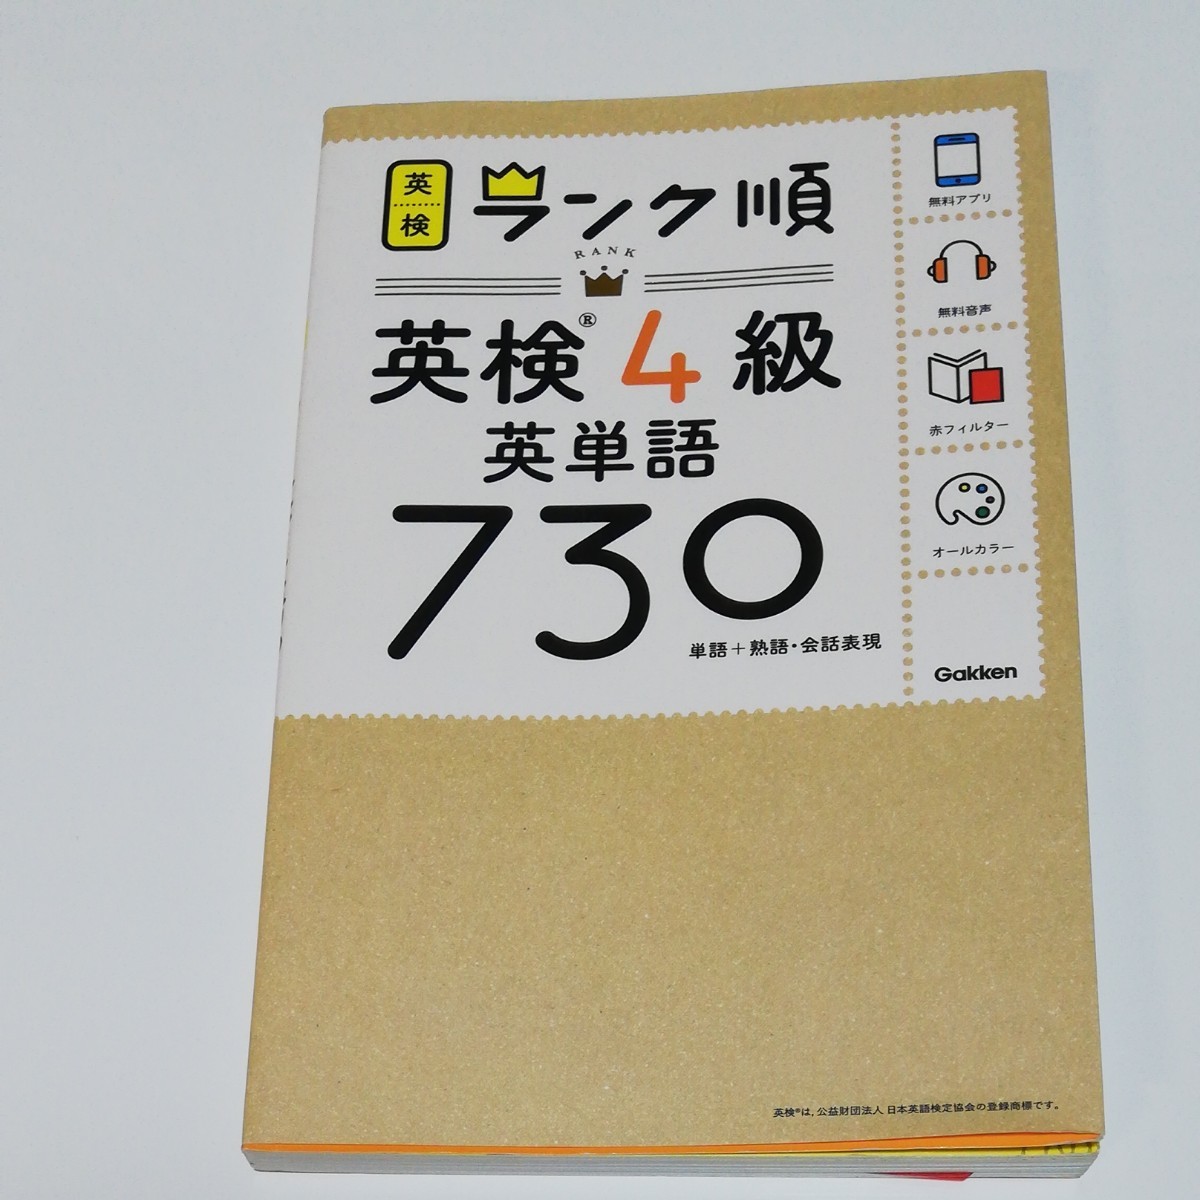 英検
ランク順
RANK
英検®4級
英単語
730
単語+熟語・会話表現
無料アプリ
無料音声
赤フィルター
オールカラー
Gakken
英検®は、公益財団法人 日本英語検定協会の登録商標です。